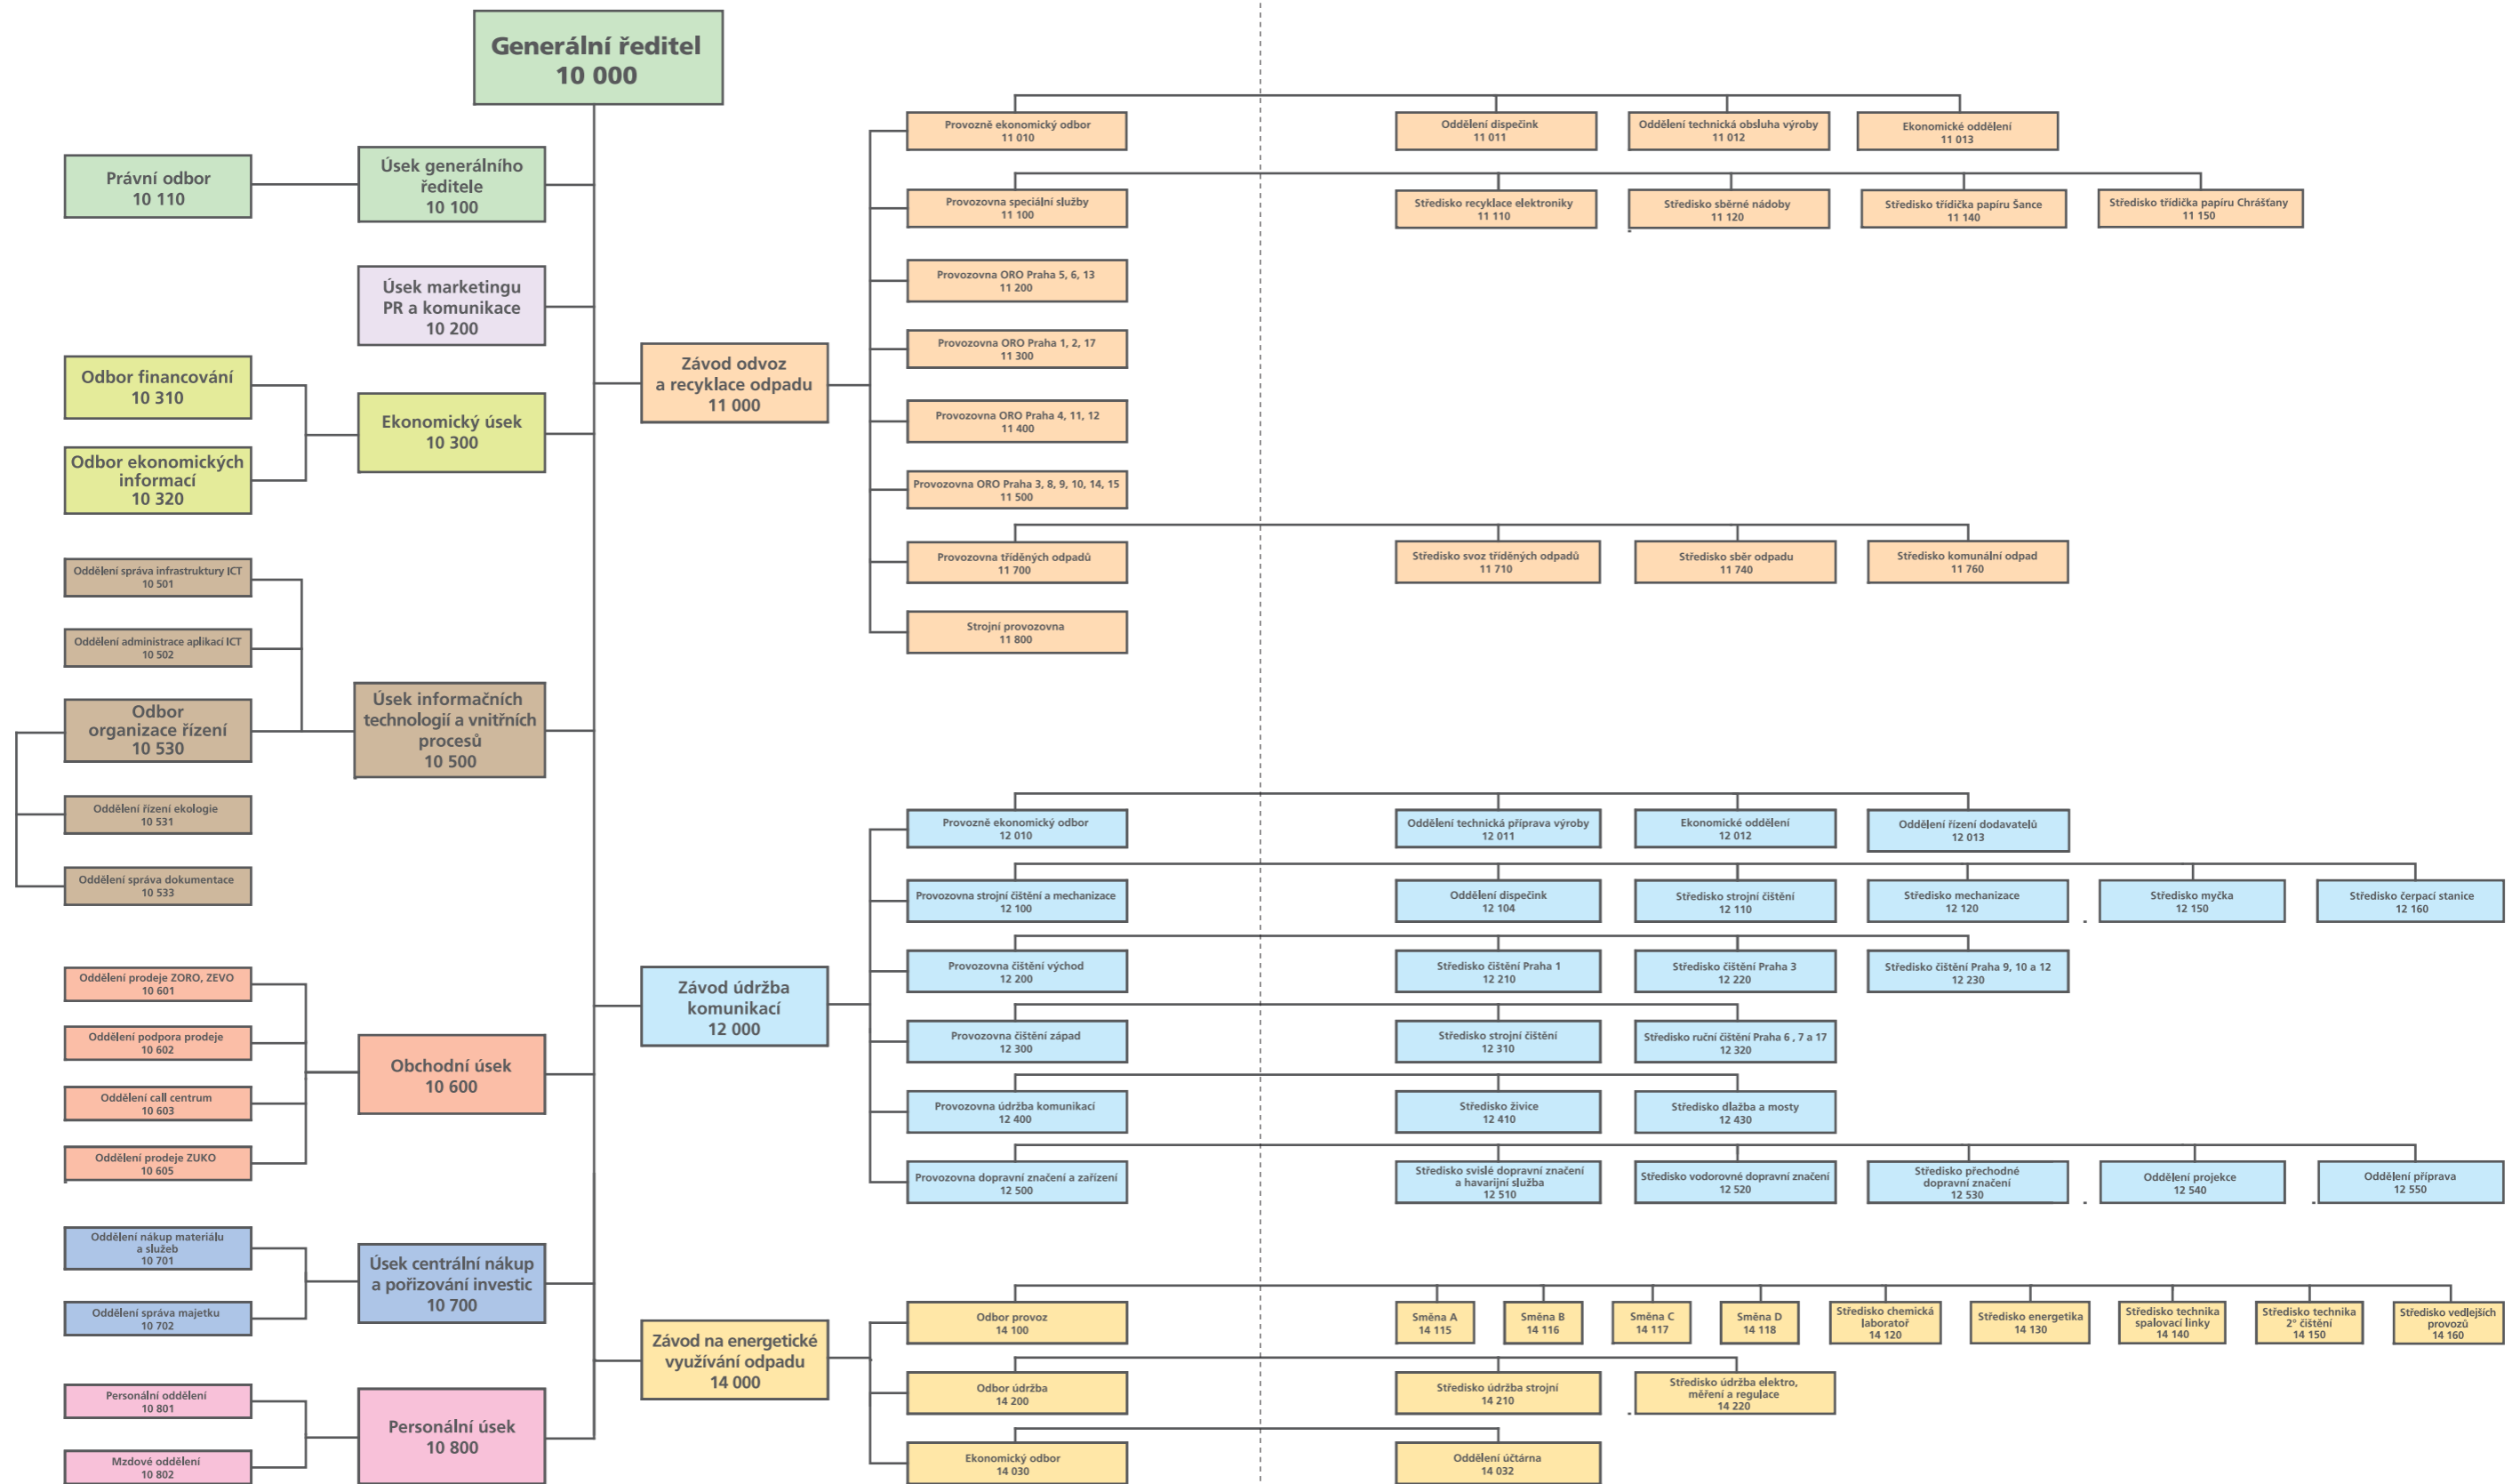 Generální ředitel
10 000
Právní odbor
10 110
Úsek generálního
ředitele
10 100
Úsek marketingu
PR a komunikace
10 200
Odbor financování
10 310
Odbor ekonomických
informací
10 320
Ekonomický úsek
10 300
Oddělení správa infrastruktury ICT
10 501
Oddělení administrace aplikací ICT
10 502
Odbor
organizace řízení
10 530
Oddělení řízení ekologie
10 531
Oddělení správa dokumentace
10 533
Úsek informačních
technologií a vnitřních
procesů
10 500
Oddělení prodeje ZORO, ZEVO
10 601
Oddělení podpora prodeje
10 602
Oddělení call centrum
10 603
Oddělení prodeje ZUKO
10 605
Obchodní úsek
10 600
Oddělení nákup materiálu
a služeb
10 701
Oddělení správa majetku
10 702
Úsek centrální nákup
a pořizování investic
10 700
Personální oddělení
10 801
Mzdové oddělení
10 802
Personální úsek
10 800
Závod odvoz
a recyklace odpadu
11 000
Provozně ekonomický odbor
11 010
Oddělení dispečink
11 011
Oddělení technická obsluha výroby
11 012
Ekonomické oddělení
11 013
Provozovna speciální služby
11 100
Středisko recyklace elektroniky
11 110
Středisko sběrné nádoby
11 120
Středisko třídička papíru Šance
11 140
Středisko třídička papíru Chrášťany
11 150
Provozovna ORO Praha 5, 6, 13
11 200
Provozovna ORO Praha 1, 2, 17
11 300
Provozovna ORO Praha 4, 11, 12
11 400
Provozovna ORO Praha 3, 8, 9, 10, 14, 15
11 500
Provozovna tříděných odpadů
11 700
Středisko svoz tříděných odpadů
11 710
Středisko sběr odpadu
11 740
Středisko komunální odpad
11 760
Strojní provozovna
11 800
Závod údržba
komunikací
12 000
Provozně ekonomický odbor
12 010
Oddělení technická příprava výroby
12 011
Ekonomické oddělení
12 012
Oddělení řízení dodavatelů
12 013
Provozovna strojní čištění a mechanizace
12 100
Oddělení dispečink
12 104
Středisko strojní čištění
12 110
Středisko mechanizace
12 120
Středisko myčka
12 150
Středisko čerpací stanice
12 160
Provozovna čištění východ
12 200
Středisko čištění Praha 1
12 210
Středisko čištění Praha 3
12 220
Středisko čištění Praha 9, 10 a 12
12 230
Provozovna čištění západ
12 300
Středisko strojní čištění
12 310
Středisko ruční čištění Praha 6 , 7 a 17
12 320
Provozovna údržba komunikací
12 400
Středisko živice
12 410
Středisko dlažba a mosty
12 430
Provozovna dopravní značení a zařízení
12 500
Středisko svislé dopravní značení
a havarijní služba
12 510
Středisko vodorovné dopravní značení
12 520
Středisko přechodné
dopravní značení
12 530
Oddělení projekce
12 540
Oddělení příprava
12 550
Závod na energetické
využívání odpadu
14 000
Odbor provoz
14 100
Směna A
14 115
Směna B
14 116
Směna C
14 117
Směna D
14 118
Středisko chemická
laboratoř
14 120
Středisko energetika
14 130
Středisko technika
spalovací linky
14 140
Středisko technika
2° čištění
14 150
Středisko vedlejších
provozů
14 160
Odbor údržba
14 200
Středisko údržba strojní
14 210
Středisko údržba elektro,
měření a regulace
14 220
Ekonomický odbor
14 030
Oddělení účtárna
14 032